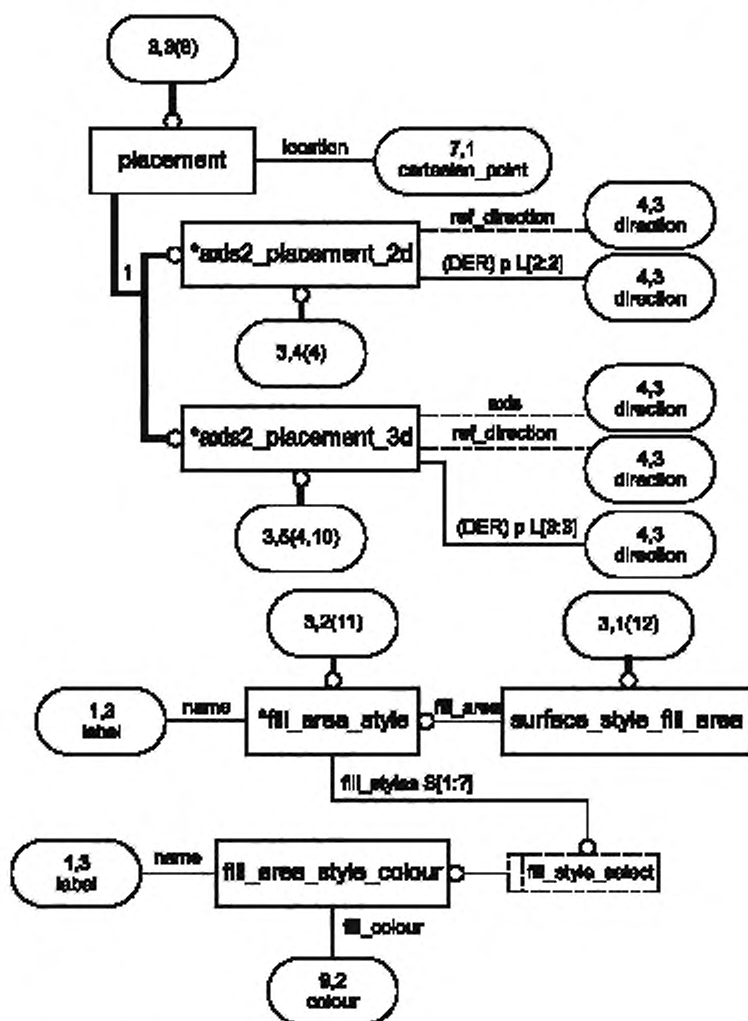 3,3(8)
placement
location
7,1
cartesian_point
1
*axis2_placement_2d
ref_direction
4,3
direction
(DER) p L[2:2]
4,3
direction
3,4(4)
*axis2_placement_3d
axis
4,3
direction
ref_direction
4,3
direction
(DER) p L[3:3]
4,3
direction
3,5(4,10)
3,2(11)
3,1(12)
1,3
label
name
*fill_area_style
fill_area
surface_style_fill_area
fill_styles S[1:?]
1,3
label
name
fill_area_style_colour
fill_style_select
fill_colour
9,2
colour